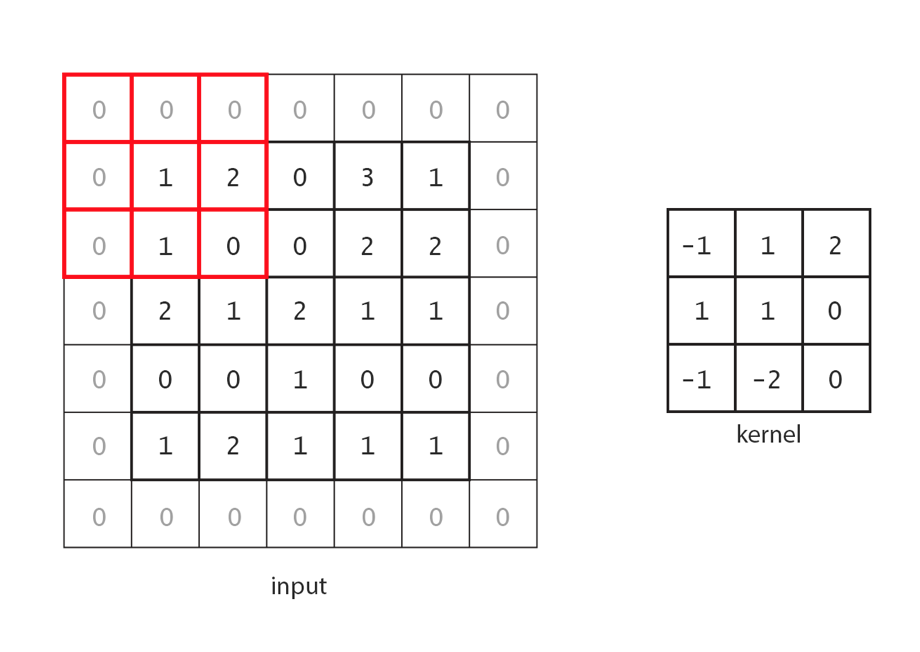 0 0 0 0 0 0 0
0 1 2 0 3 1 0
0 1 0 0 2 2 0
0 2 1 2 1 1 0
0 0 0 1 0 0 0
0 1 2 1 1 1 0
0 0 0 0 0 0 0
input
-1 1 2
1 1 0
-1 -2 0
kernel